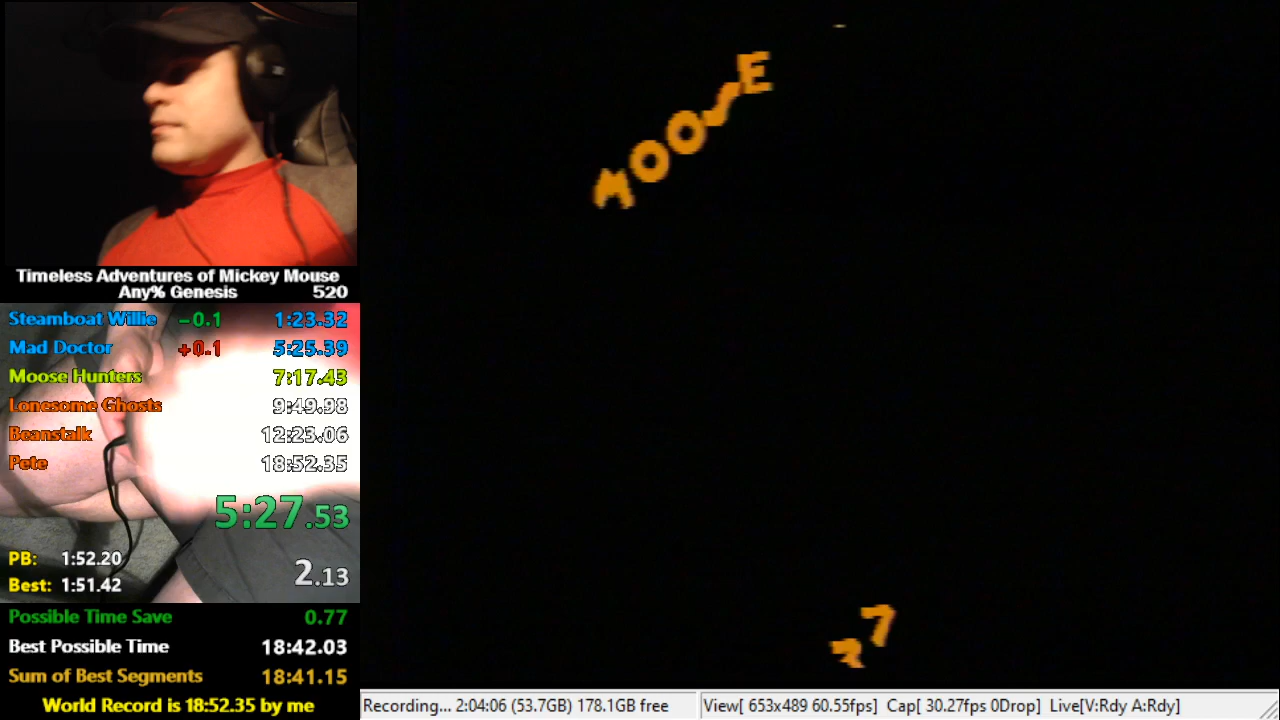 MOOSE
37
Timeless Adventures of Mickey Mouse
Any% Genesis 520
Steamboat Willie -0.1 1:23.32
Mad Doctor +0.1 5:25.39
Moose Hunters 7:17.43
Lonesome Ghosts 9:49.98
Beanstalk 12:23.06
Pete 18:52.35
5:27.53
PB: 1:52.20
Best: 1:51.42
2.13
Possible Time Save 0.77
Best Possible Time 18:42.03
Sum of Best Segments 18:41.15
World Record is 18:52.35 by me
Recording... 2:04:06 (53.7GB) 178.1GB free
View[ 653x489 60.55fps] Cap[ 30.27fps 0Drop] Live[V:Rdy A:Rdy]